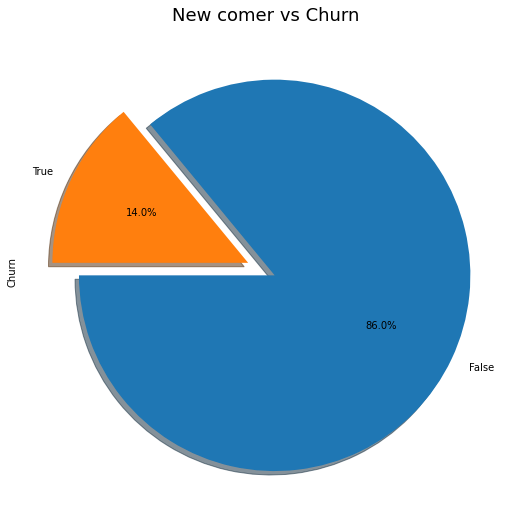 New comer vs Churn
True
14.0%
Churn
86.0%
False